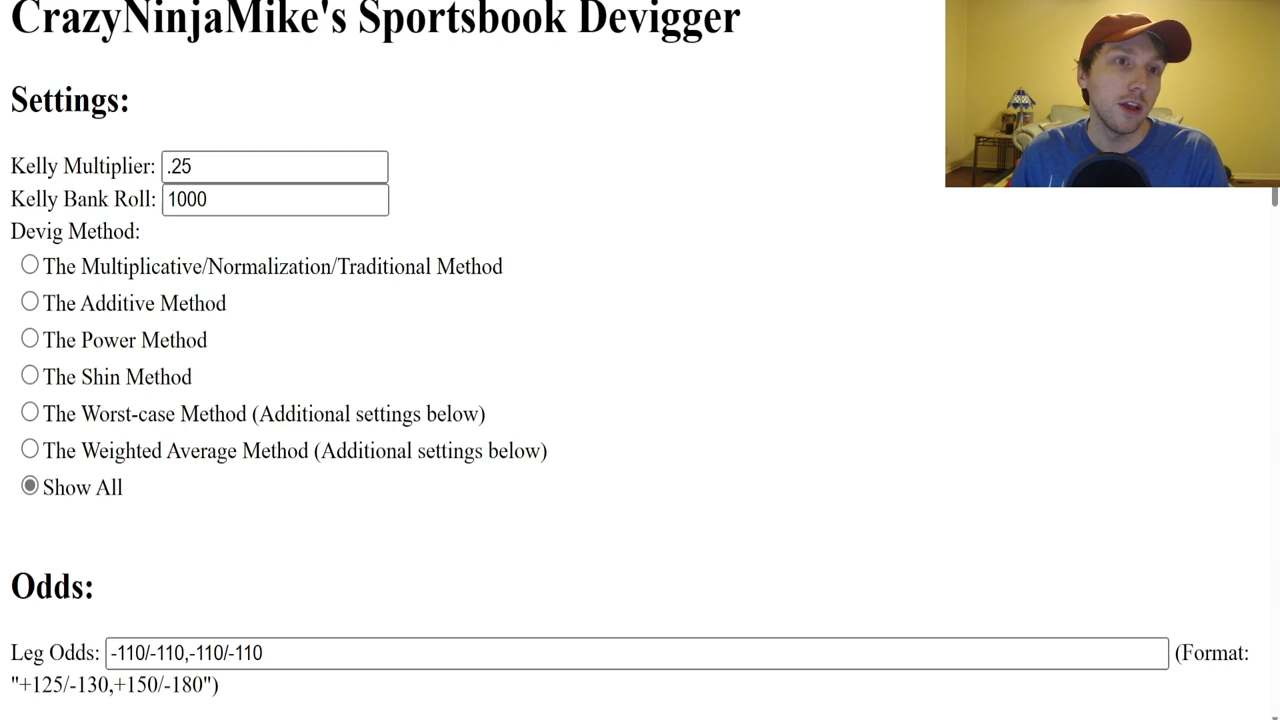 CrazyNinjaMike's Sportsbook Devigger
Settings:
Kelly Multiplier: .25
Kelly Bank Roll: 1000
Devig Method:
The Multiplicative/Normalization/Traditional Method
The Additive Method
The Power Method
The Shin Method
The Worst-case Method (Additional settings below)
The Weighted Average Method (Additional settings below)
Show All
Odds:
Leg Odds: -110/-110,-110/-110 (Format:
"+125/-130,+150/-180")